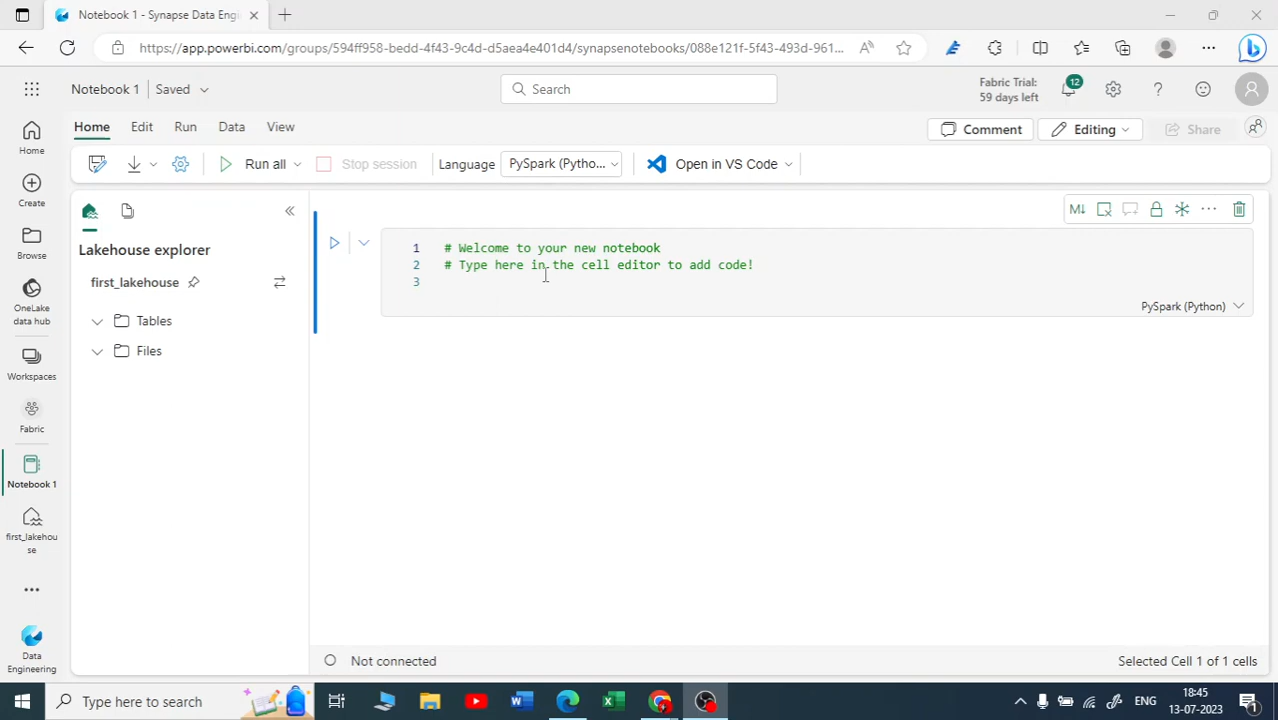 Notebook 1 - Synapse Data Engi
https://app.powerbi.com/groups/594ff958-bedd-4f43-9c4d-d5aea4e401d4/synapsenotebooks/088e121f-5f43-493d-961...
Notebook 1 Saved
Search
Fabric Trial:
59 days left
12
Home Edit Run Data View
Comment
Editing
Share
Run all
Stop session
Language
PySpark (Pytho...
Open in VS Code
Home
Create
Browse
OneLake
data hub
Workspaces
Fabric
Notebook 1
first_lakehou
se
Data
Engineering
Lakehouse explorer
first_lakehouse
Tables
Files
M↓
1 # Welcome to your new notebook
2 # Type here in the cell editor to add code!
3
PySpark (Python)
Not connected
Selected Cell 1 of 1 cells
Type here to search
ENG
18:45
13-07-2023
1